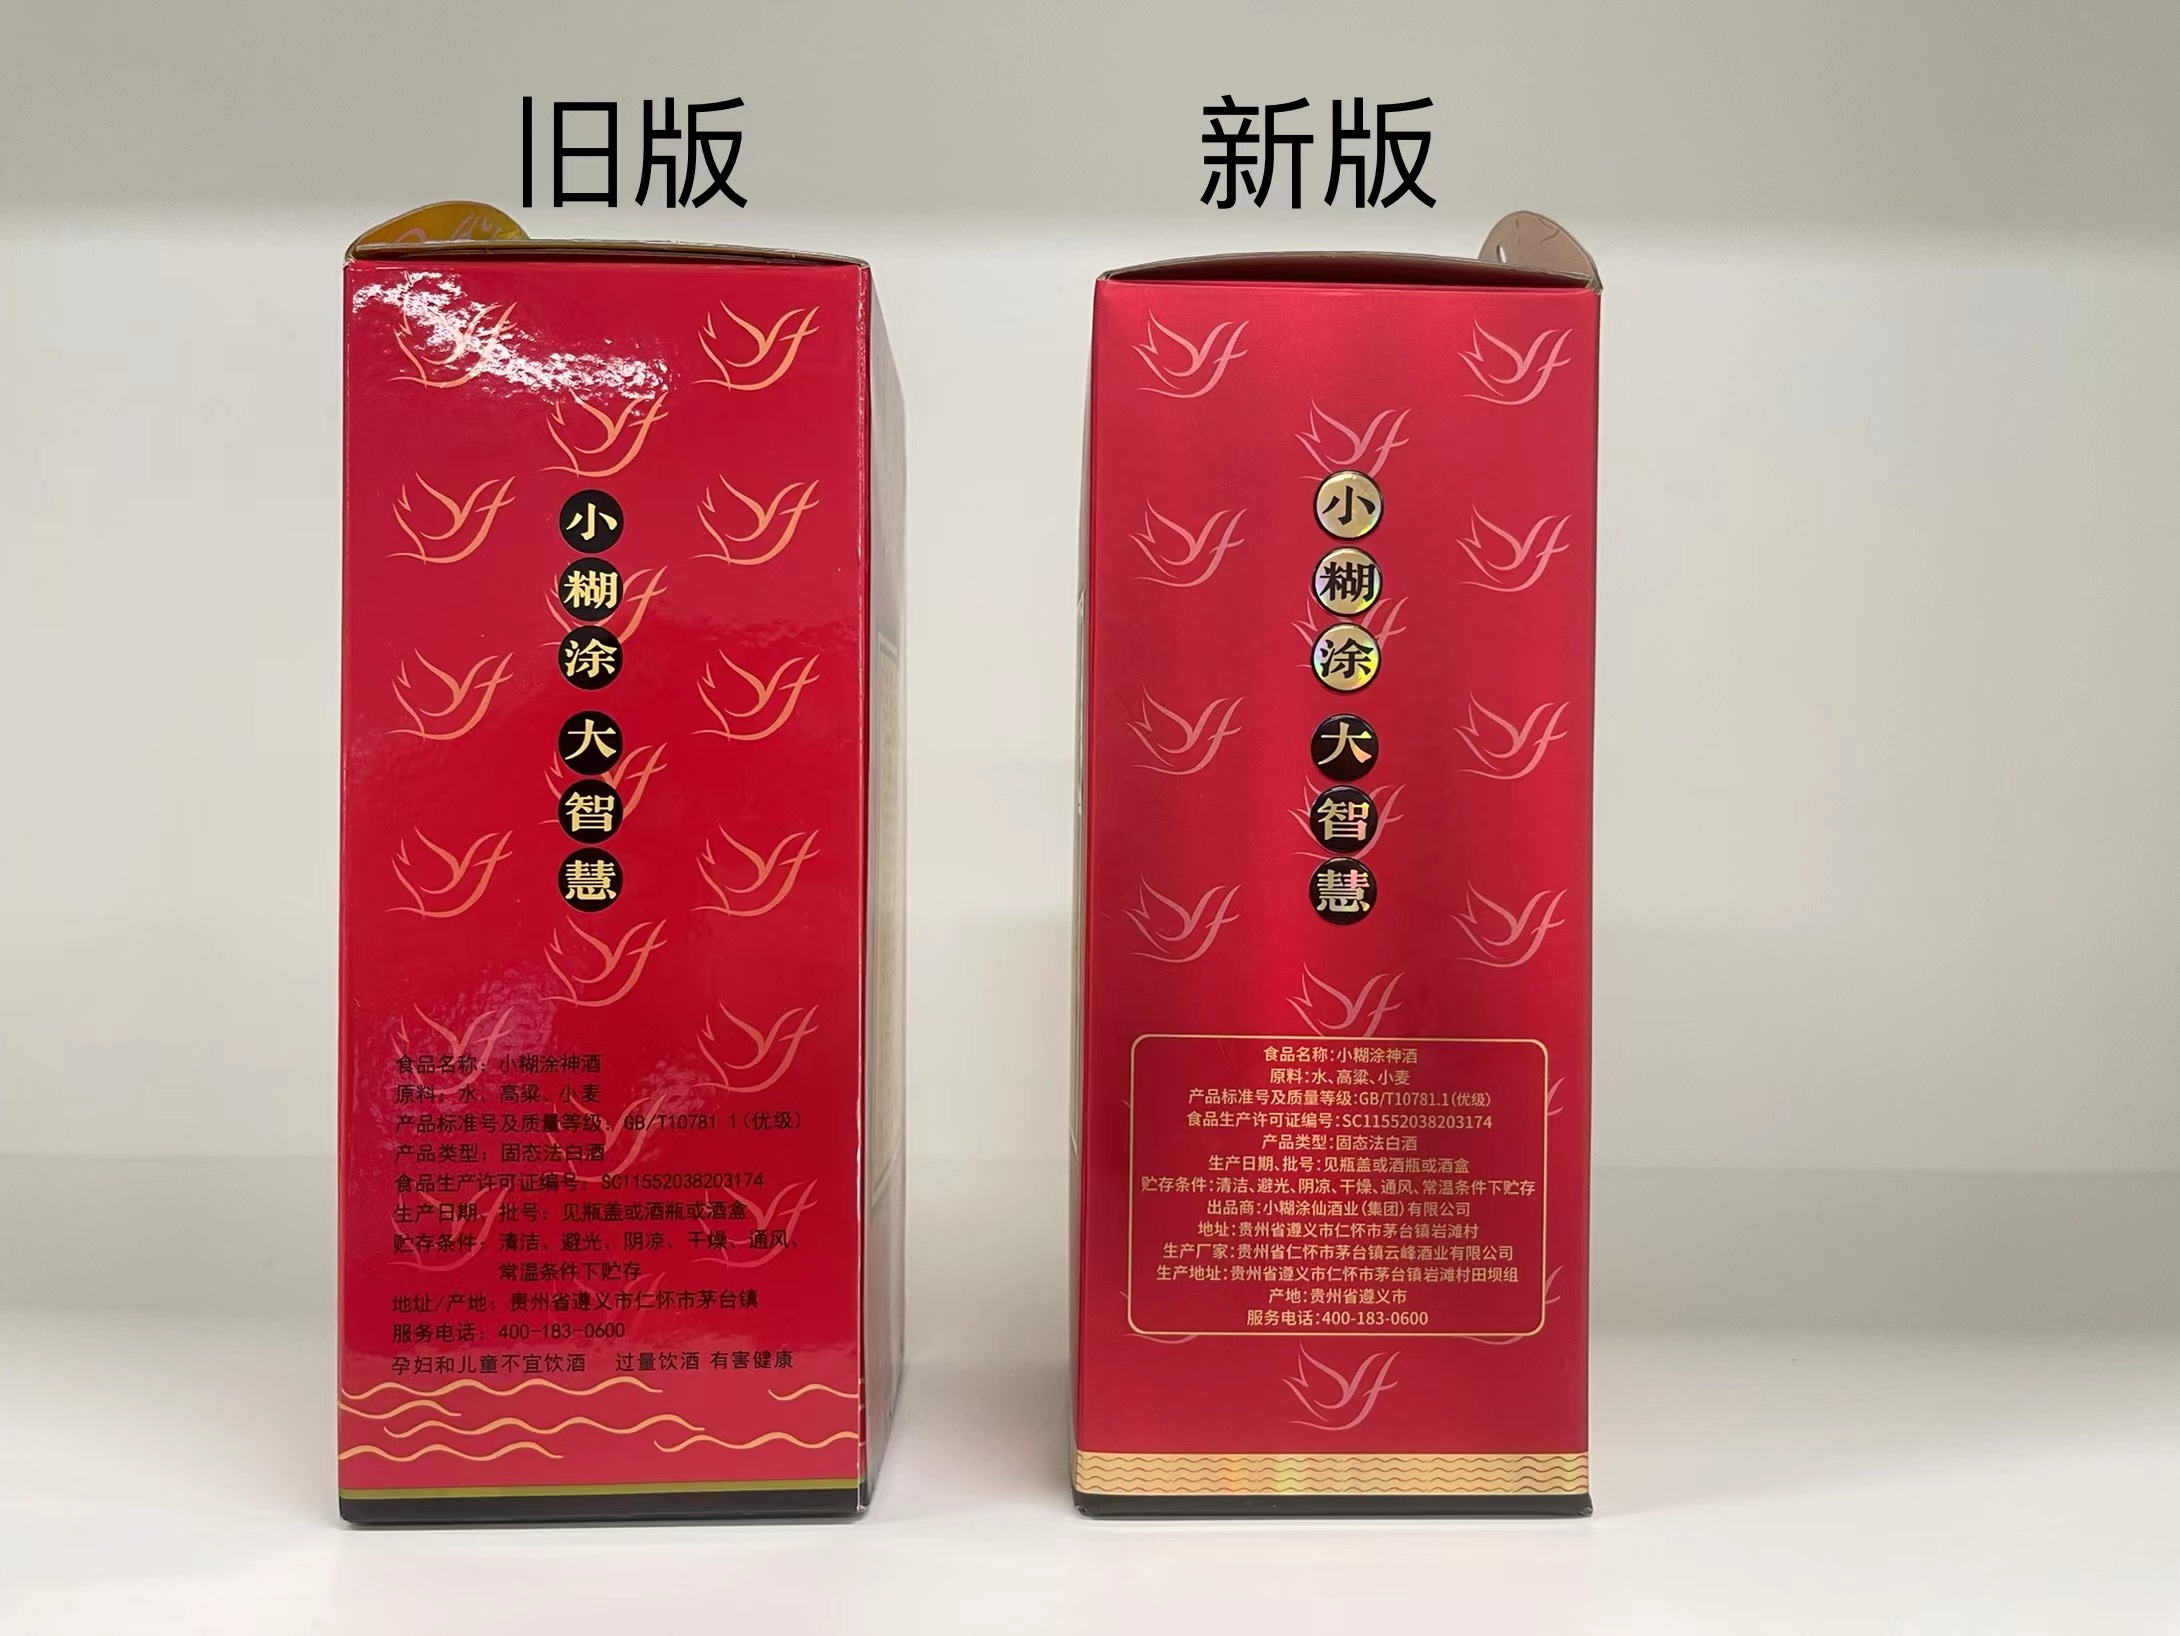 旧版
小糊涂
大智慧
食品名称：小糊涂神酒
原料：水、高粱、小麦
产品标准号及质量等级：GB/T10781 1(优级)
产品类型：固态法白酒
食品生产许可证编号：SC11552038203174
生产日期、批号：见瓶盖或酒瓶或酒盒
贮存条件：清洁、避光、阴凉、干燥、通风、
常温条件下贮存
地址/产地：贵州省遵义市仁怀市茅台镇
服务电话：400-183-0600
孕妇和儿童不宜饮酒 过量饮酒 有害健康
新版
小糊涂
大智慧
食品名称:小糊涂神酒
原料:水、高粱、小麦
产品标准号及质量等级:GB/T10781.1(优级)
食品生产许可证编号:SC11552038203174
产品类型:固态法白酒
生产日期、批号:见瓶盖或酒瓶或酒盒
贮存条件:清洁、避光、阴凉、干燥、通风、常温条件下贮存
出品商:小糊涂仙酒业(集团)有限公司
地址:贵州省遵义市仁怀市茅台镇岩滩村
生产厂家:贵州省仁怀市茅台镇云峰酒业有限公司
生产地址:贵州省遵义市仁怀市茅台镇岩滩村田坝组
产地:贵州省遵义市
服务电话:400-183-0600